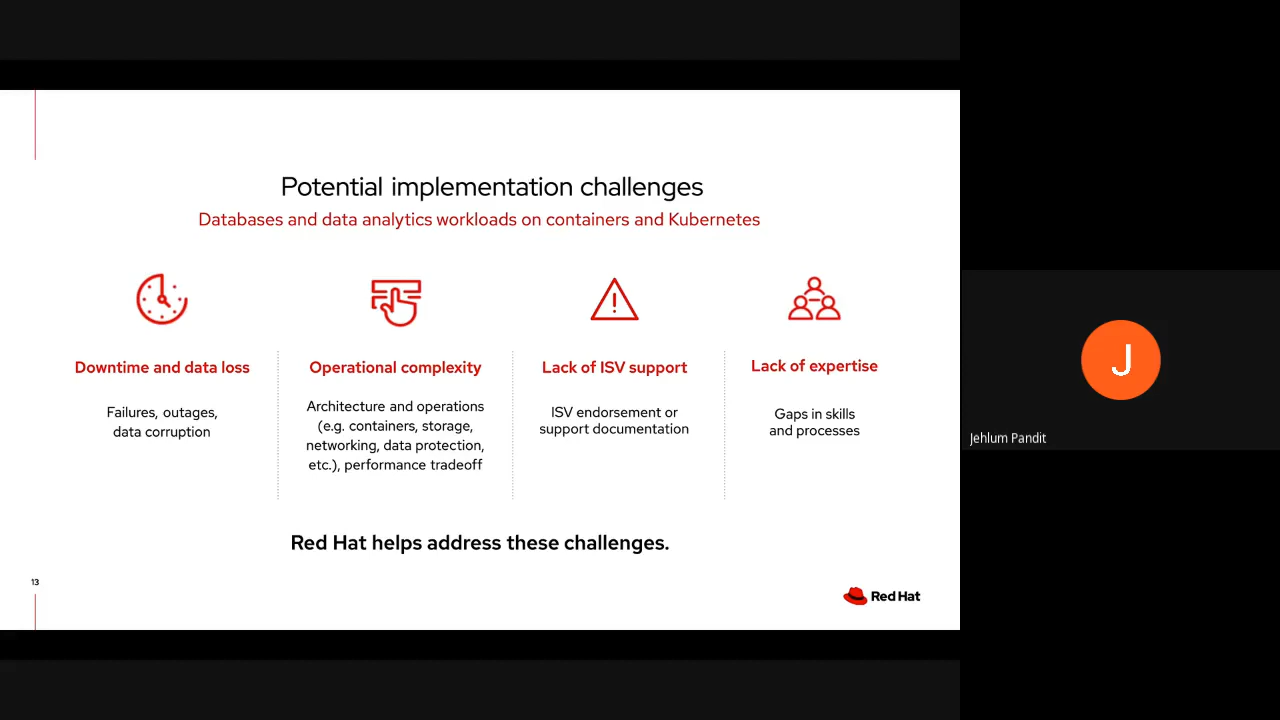 Potential implementation challenges
Databases and data analytics workloads on containers and Kubernetes
Downtime and data loss
Failures, outages,
data corruption
Operational complexity
Architecture and operations
(e.g. containers, storage,
networking, data protection,
etc.), performance tradeoff
Lack of ISV support
ISV endorsement or
support documentation
Lack of expertise
Gaps in skills
and processes
Red Hat helps address these challenges.
13
Red Hat
J
Jehlum Pandit